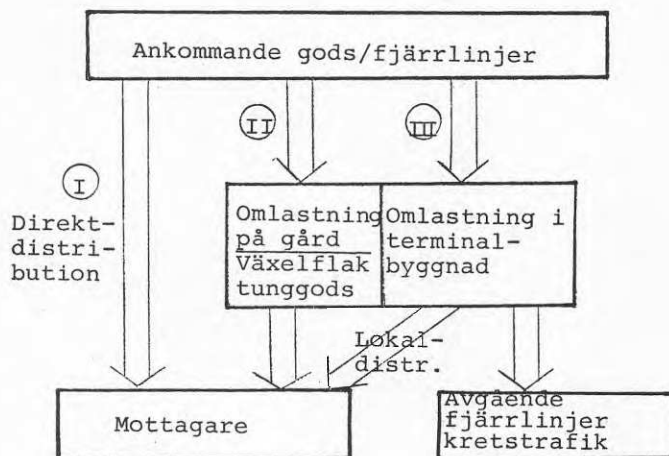 Ankommande gods/fjärrlinjer
II
III
I
Direkt-
distri-
bution
Omlastning
på gård
Växelflak
tunggods
Omlastning i
terminal-
byggnad
Lokal-
distr.
Mottagare
Avgående
fjärrlinjer
kretstrafik